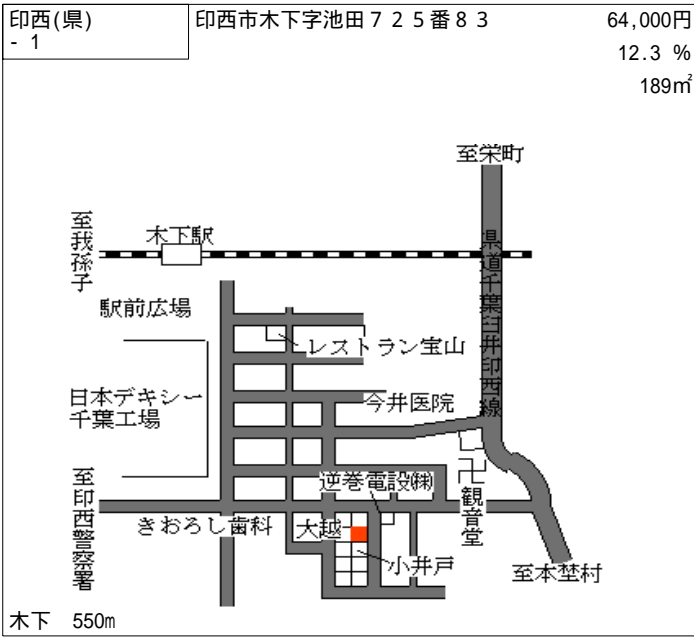 印西(県)
- 1
印西市木下字池田７２５番８３
64,000円
12.3 %
189㎡
至栄町
至我孫子
木下駅
県道千葉臼井印西線
駅前広場
レストラン宝山
日本デキシー
千葉工場
今井医院
至印西警察署
逆巻電設㈱
観音堂
きおろし歯科
大越
小井戸
至本埜村
木下 550m